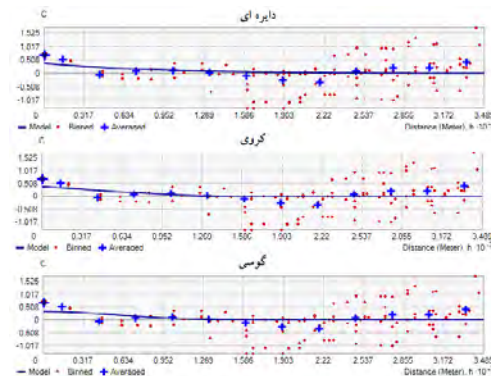 دایره ای
C
1.525
1.017
0.508
0
-0.508
-1.017
0 0.317 0.634 0.952 1.269 1.586 1.903 2.22 2.537 2.855 3.172 3.489
Model Binned Averaged Distance (Meter), h ·10
کروی
C
1.525
1.017
0.508
0
-0.508
-1.017
0 0.317 0.634 0.952 1.269 1.586 1.903 2.22 2.537 2.855 3.172 3.489
Model Binned Averaged Distance (Meter), h ·10
گوسی
C
1.525
1.017
0.508
0
0.508
-1.017
0 0.317 0.634 0.952 1.269 1.586 1.903 2.22 2.537 2.855 3.172 3.489
Model Binned Averaged Distance (Meter), h ·10